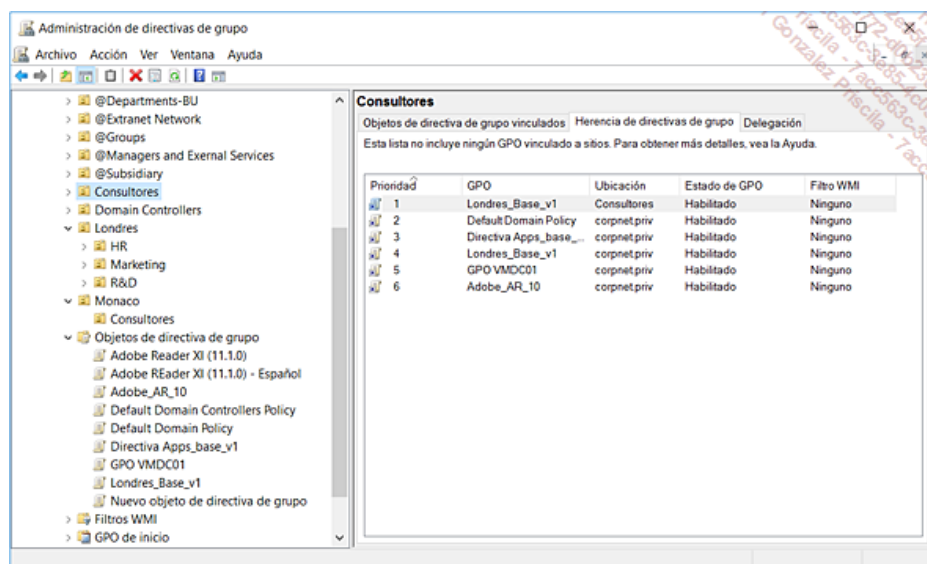 Administración de directivas de grupo
Archivo Acción Ver Ventana Ayuda
@Departments-BU
@Extranet Network
@Groups
@Managers and Exernal Services
@Subsidiary
Consultores
Domain Controllers
Londres
HR
Marketing
R&D
Monaco
Consultores
Objetos de directiva de grupo
Adobe Reader XI (11.1.0)
Adobe REader XI (11.1.0) - Español
Adobe_AR_10
Default Domain Controllers Policy
Default Domain Policy
Directiva Apps_base_v1
GPO VMDC01
Londres_Base_v1
Nuevo objeto de directiva de grupo
Filtros WMI
GPO de inicio
Consultores
Objetos de directiva de grupo vinculados Herencia de directivas de grupo Delegación
Esta lista no incluye ningún GPO vinculado a sitios. Para obtener más detalles, vea la Ayuda.
Prioridad GPO Ubicación Estado de GPO Filtro WMI
1 Londres_Base_v1 Consultores Habilitado Ninguno
2 Default Domain Policy corpnet.priv Habilitado Ninguno
3 Directiva Apps_base_... corpnet.priv Habilitado Ninguno
4 Londres_Base_v1 corpnet.priv Habilitado Ninguno
5 GPO VMDC01 corpnet.priv Habilitado Ninguno
6 Adobe_AR_10 corpnet.priv Habilitado Ninguno
Gonzalez Priscila